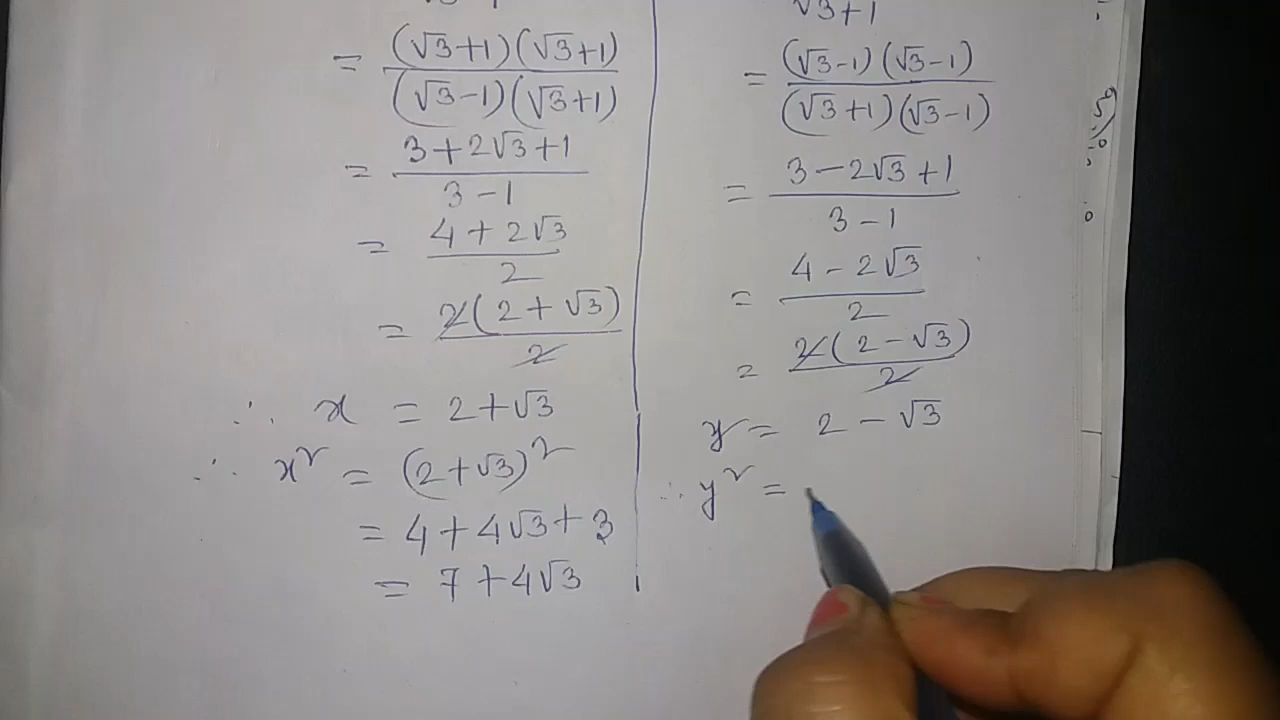 = (√3+1)(√3+1) / (√3-1)(√3+1)
= 3+2√3+1 / 3-1
= 4+2√3 / 2
= 2(2+√3) / 2
∴ x = 2+√3
∴ x² = (2+√3)²
= 4+4√3+3
= 7+4√3
√3+1
= (√3-1)(√3-1) / (√3+1)(√3-1)
= 3-2√3+1 / 3-1
= 4-2√3 / 2
= 2(2-√3) / 2
y = 2-√3
∴ y² =